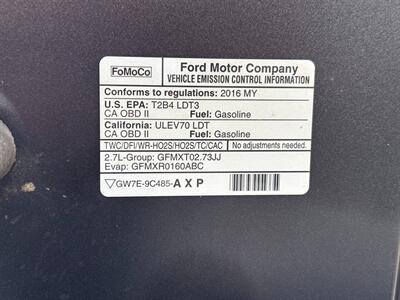 FoMoCo
Ford Motor Company
VEHICLE EMISSION CONTROL INFORMATION
Conforms to regulations: 2016 MY
U.S. EPA: T2B4 LDT3
CA OBD II Fuel: Gasoline
California: ULEV70 LDT
CA OBD II Fuel: Gasoline
TWC/DFI/WR-HO2S/HO2S/TC/CAC No adjustments needed.
2.7L-Group: GFMXT02.73JJ
Evap: GFMXR0160ABC
▽GW7E-9C485-A X P